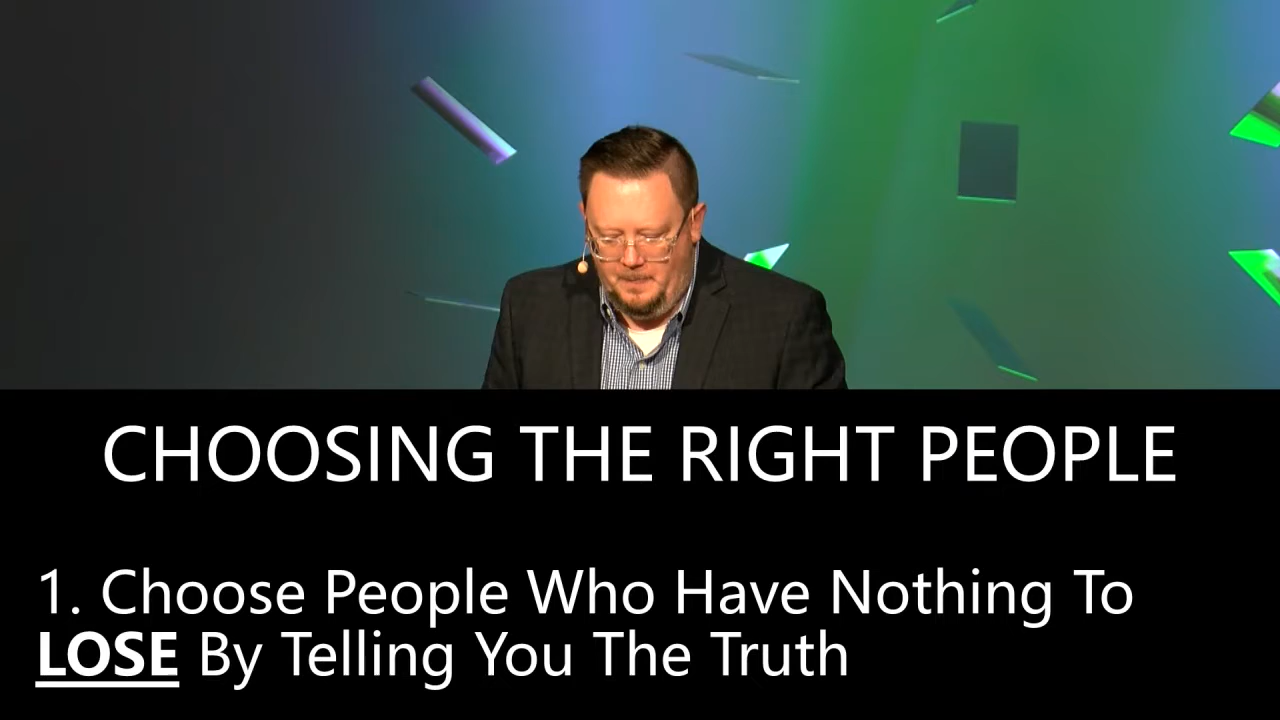 CHOOSING THE RIGHT PEOPLE
1. Choose People Who Have Nothing To
LOSE By Telling You The Truth